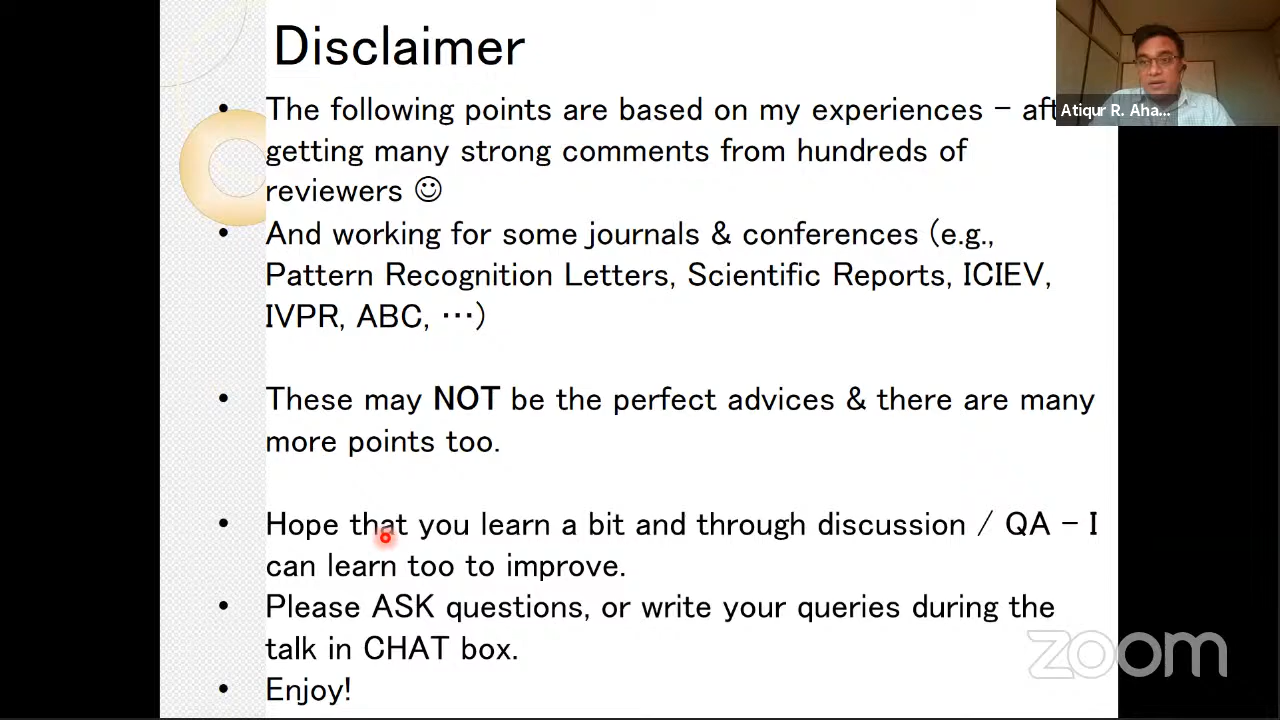 Disclaimer
• The following points are based on my experiences – aft
getting many strong comments from hundreds of
reviewers ☺
• And working for some journals & conferences (e.g.,
Pattern Recognition Letters, Scientific Reports, ICIEV,
IVPR, ABC, …)
• These may NOT be the perfect advices & there are many
more points too.
• Hope that you learn a bit and through discussion / QA – I
can learn too to improve.
• Please ASK questions, or write your queries during the
talk in CHAT box.
• Enjoy!
Atiqur R. Aha...
zoom